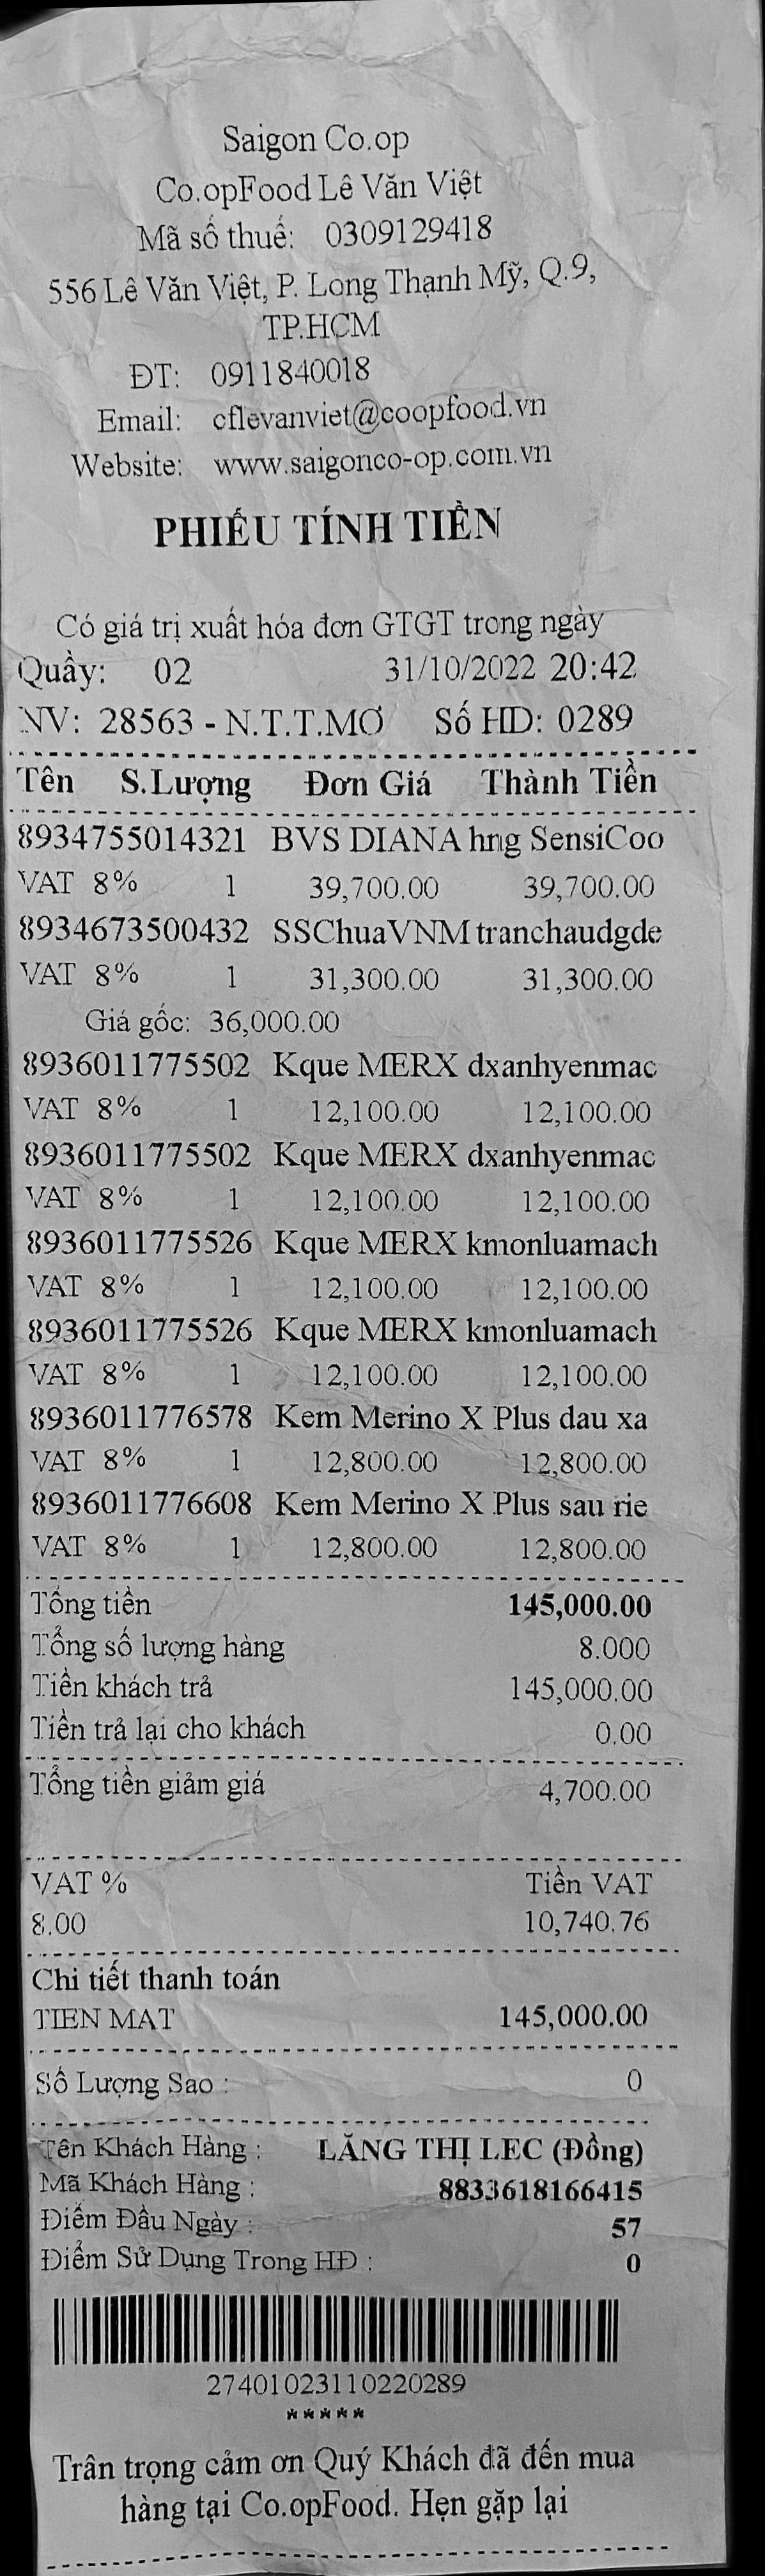 Saigon Co.op
Co.opFood Lê Văn Việt
Mã số thuế: 0309129418
556 Lê Văn Việt, P. Long Thạnh Mỹ, Q.9,
TP.HCM
ĐT: 0911840018
Email: cflevanviet@coopfood.vn
Website: www.saigonco-op.com.vn
PHIẾU TÍNH TIỀN
Có giá trị xuất hóa đơn GTGT trong ngày
Quầy: 02 31/10/2022 20:42
NV: 28563 - N.T.T.MƠ Số HD: 0289
Tên S.Lượng Đơn Giá Thành Tiền
8934755014321 BVS DIANA hng SensiCoo
VAT 8% 1 39,700.00 39,700.00
8934673500432 SSChuaVNM tranchaudgde
VAT 8% 1 31,300.00 31,300.00
Giá gốc: 36,000.00
8936011775502 Kque MERX dxanhyenmac
VAT 8% 1 12,100.00 12,100.00
8936011775502 Kque MERX dxanhyenmac
VAT 8% 1 12,100.00 12,100.00
8936011775526 Kque MERX kmonluamach
VAT 8% 1 12,100.00 12,100.00
8936011775526 Kque MERX kmonluamach
VAT 8% 1 12,100.00 12,100.00
8936011776578 Kem Merino X Plus dau xa
VAT 8% 1 12,800.00 12,800.00
8936011776608 Kem Merino X Plus sau rie
VAT 8% 1 12,800.00 12,800.00
Tổng tiền 145,000.00
Tổng số lượng hàng 8.000
Tiền khách trả 145,000.00
Tiền trả lại cho khách 0.00
Tổng tiền giảm giá 4,700.00
VAT % Tiền VAT
8.00 10,740.76
Chi tiết thanh toán
TIEN MAT 145,000.00
Số Lượng Sao : 0
Tên Khách Hàng : LĂNG THỊ LEC (Đồng)
Mã Khách Hàng : 8833618166415
Điểm Đầu Ngày : 57
Điểm Sử Dụng Trong HĐ : 0
27401023110220289
*****
Trân trọng cảm ơn Quý Khách đã đến mua
hàng tại Co.opFood. Hẹn gặp lại